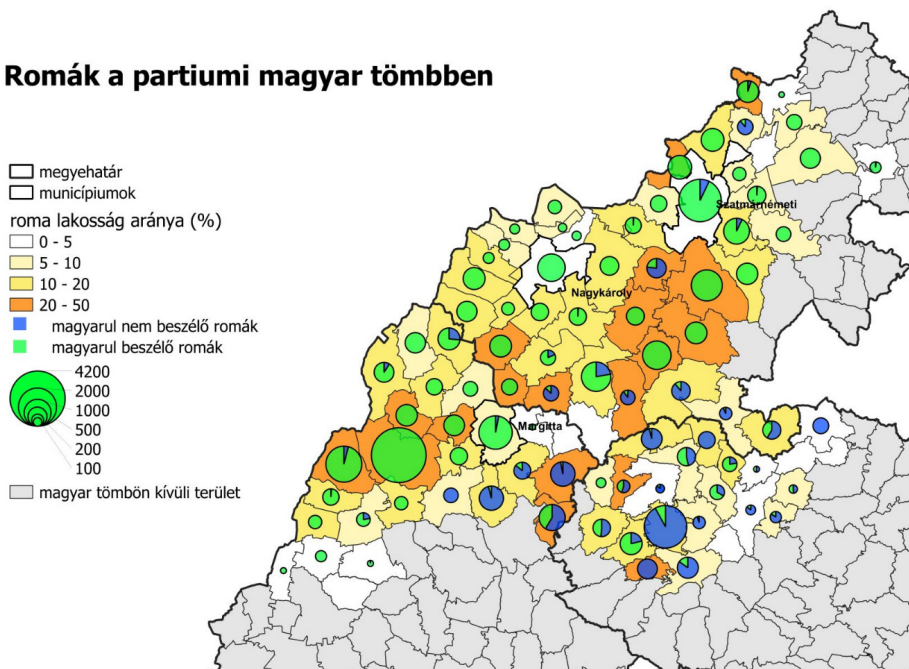 Romák a partiumi magyar tömbben
megyehatár
municípiumok
roma lakosság aránya (%)
0 - 5
5 - 10
10 - 20
20 - 50
magyarul nem beszélő romák
magyarul beszélő romák
4200
2000
1000
500
200
100
magyar tömbön kívüli terület
Szatmárnémeti
Nagykároly
Margitta